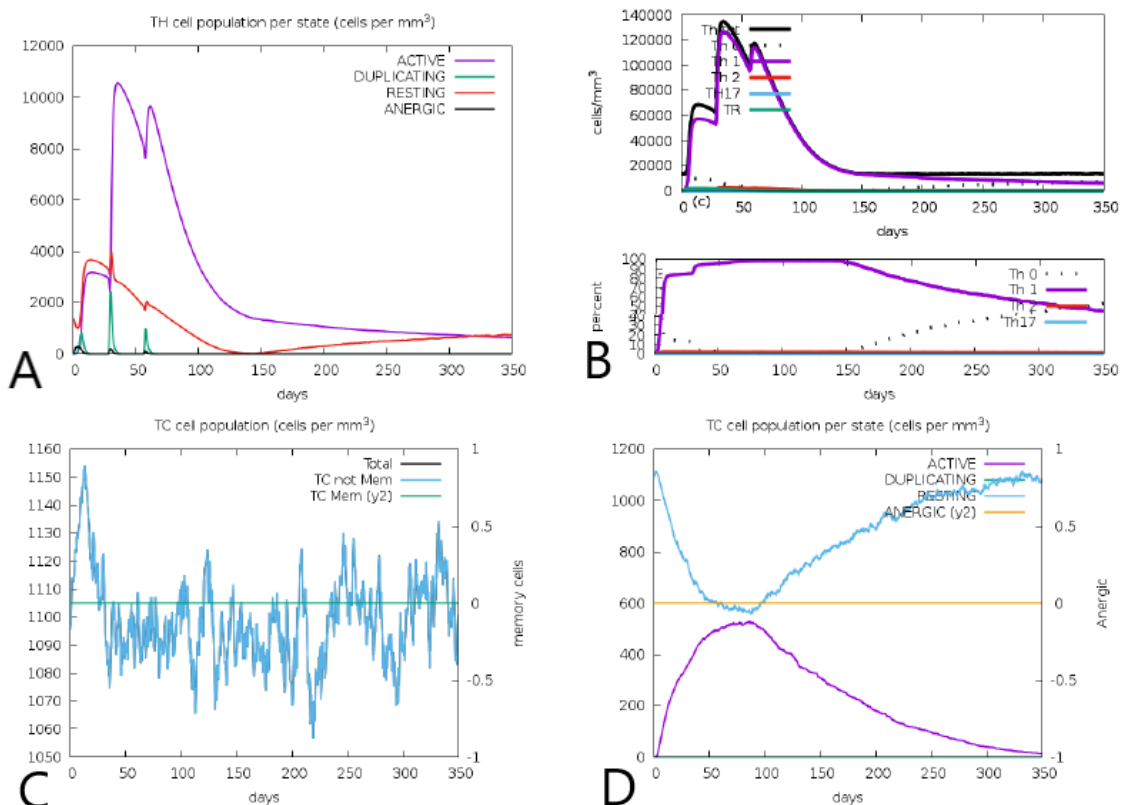 TH cell population per state (cells per mm³)
12000
10000
8000
6000
4000
2000
0
ACTIVE
DUPLICATING
RESTING
ANERGIC
0 50 100 150 200 250 300 350
days
A
140000
120000
100000
80000
60000
40000
20000
0
cells/mm³
Th 1
Th 2
TH17
TR
(c)
0 50 100 150 200 250 300 350
days
100
90
80
70
60
50
40
30
20
10
0
percent
Th 0
Th 1
Th 2
Th17
0 50 100 150 200 250 300 350
days
B
TC cell population (cells per mm³)
1160
1150
1140
1130
1120
1110
1100
1090
1080
1070
1060
1050
Total
TC not Mem
TC Mem (y2)
1
0.5
0
-0.5
-1
memory cells
0 50 100 150 200 250 300 350
days
C
TC cell population per state (cells per mm³)
1200
1000
800
600
400
200
0
ACTIVE
DUPLICATING
RESTING
ANERGIC (y2)
1
0.5
0
-0.5
-1
Anergic
0 50 100 150 200 250 300 350
days
D